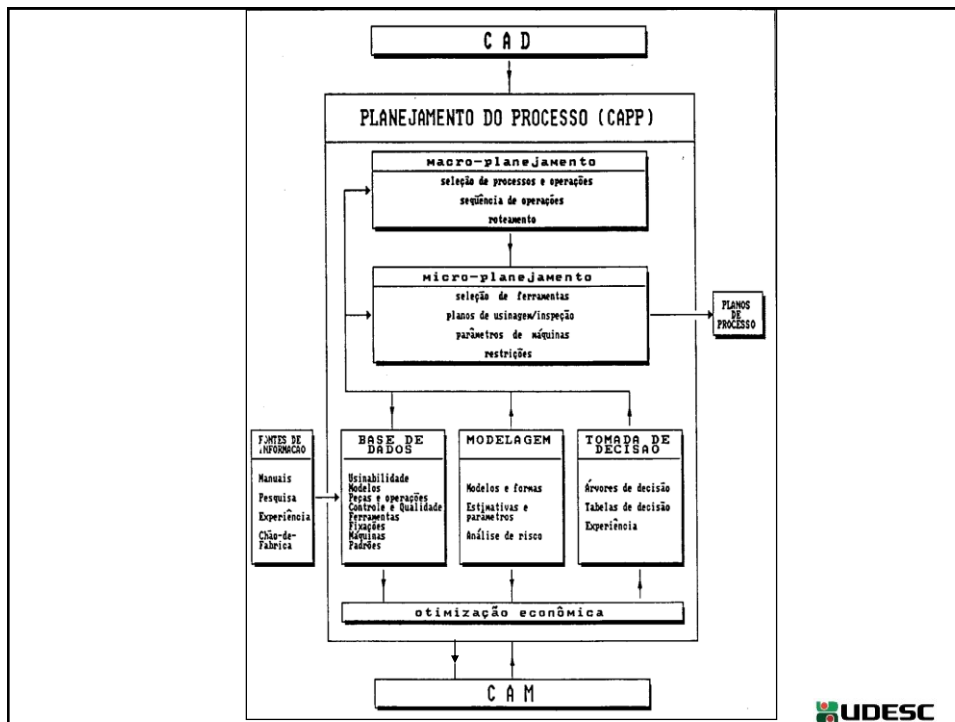 CAD
PLANEJAMENTO DO PROCESSO (CAPP)
macro-planejamento
seleção de processos e operações
seqüência de operações
roteamento
micro-planejamento
seleção de ferramentas
planos de usinagem/inspeção
parâmetros de máquinas
restrições
PLANOS
DE
PROCESSO
FONTES DE
INFORMACAO
Manuais
Pesquisa
Experiência
Chão-de-
Fabrica
BASE DE
DADOS
Usinabilidade
Modelos
Peças e operações
Controle e Qualidade
Ferramentas
Fixações
Máquinas
Padrões
MODELAGEM
Modelos e formas
Estimativas e
parâmetros
Análise de risco
TOMADA DE
DECISAO
Árvores de decisão
Tabelas de decisão
Experiência
otimização econômica
CAM
UDESC